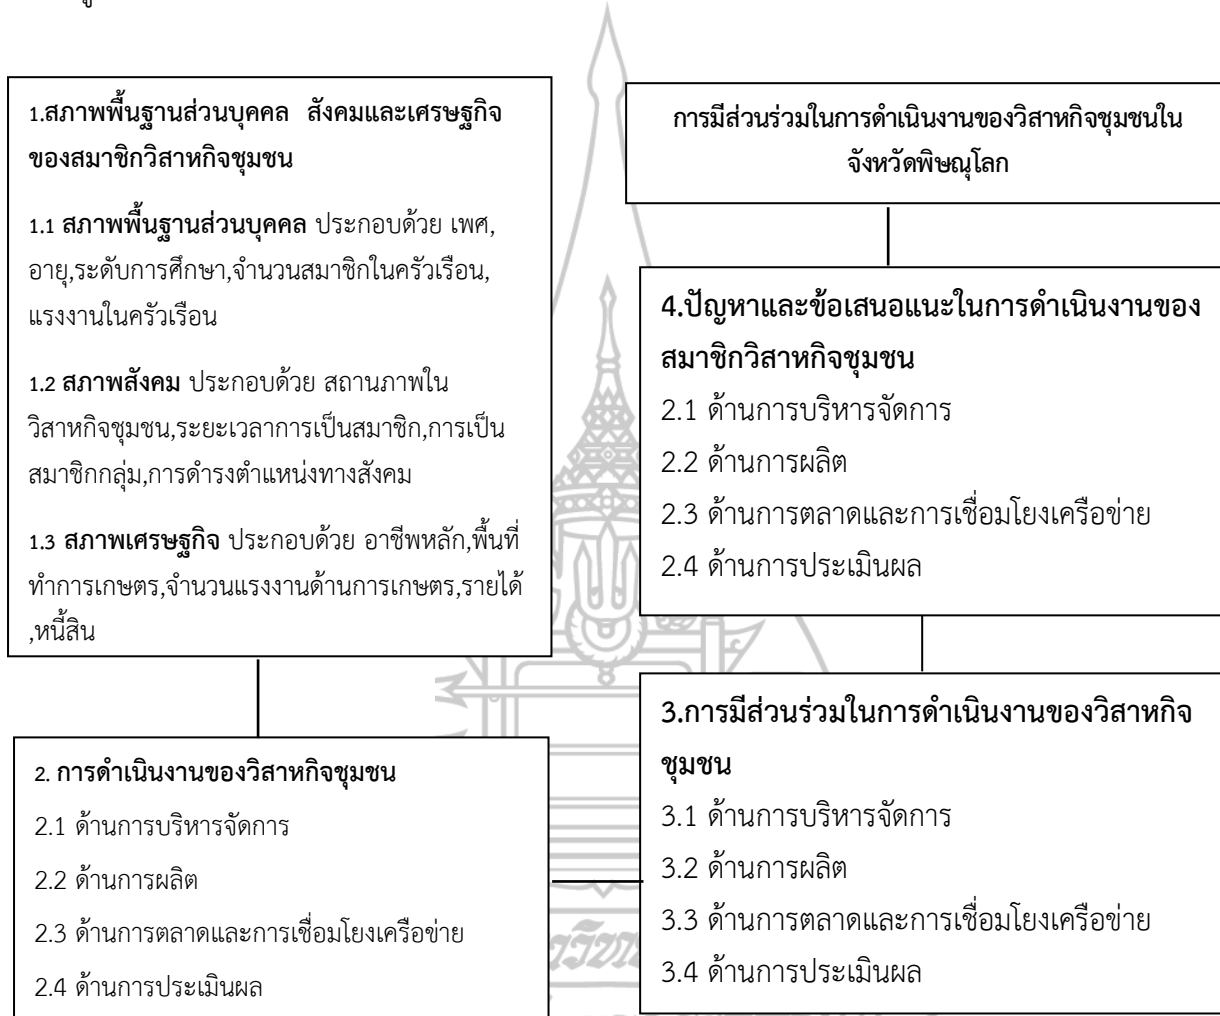 1.สภาพพื้นฐานส่วนบุคคล สังคมและเศรษฐกิจ
ของสมาชิกวิสาหกิจชุมชน
1.1 สภาพพื้นฐานส่วนบุคคล ประกอบด้วย เพศ,
อายุ,ระดับการศึกษา,จำนวนสมาชิกในครัวเรือน,
แรงงานในครัวเรือน
1.2 สภาพสังคม ประกอบด้วย สถานภาพใน
วิสาหกิจชุมชน,ระยะเวลาการเป็นสมาชิก,การเป็น
สมาชิกกลุ่ม,การดำรงตำแหน่งทางสังคม
1.3 สภาพเศรษฐกิจ ประกอบด้วย อาชีพหลัก,พื้นที่
ทำการเกษตร,จำนวนแรงงานด้านการเกษตร,รายได้
,หนี้สิน
2. การดำเนินงานของวิสาหกิจชุมชน
2.1 ด้านการบริหารจัดการ
2.2 ด้านการผลิต
2.3 ด้านการตลาดและการเชื่อมโยงเครือข่าย
2.4 ด้านการประเมินผล
การมีส่วนร่วมในการดำเนินงานของวิสาหกิจชุมชนใน
จังหวัดพิษณุโลก
4.ปัญหาและข้อเสนอแนะในการดำเนินงานของ
สมาชิกวิสาหกิจชุมชน
2.1 ด้านการบริหารจัดการ
2.2 ด้านการผลิต
2.3 ด้านการตลาดและการเชื่อมโยงเครือข่าย
2.4 ด้านการประเมินผล
3.การมีส่วนร่วมในการดำเนินงานของวิสาหกิจ
ชุมชน
3.1 ด้านการบริหารจัดการ
3.2 ด้านการผลิต
3.3 ด้านการตลาดและการเชื่อมโยงเครือข่าย
3.4 ด้านการประเมินผล